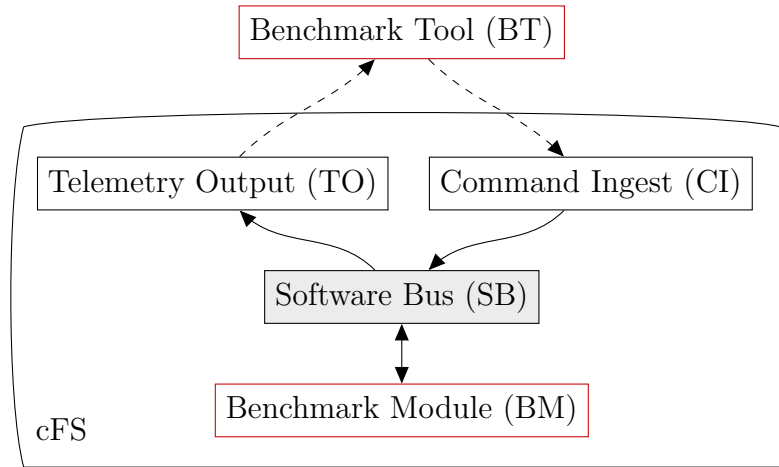 Benchmark Tool (BT)
Telemetry Output (TO)
Command Ingest (CI)
Software Bus (SB)
Benchmark Module (BM)
cFS